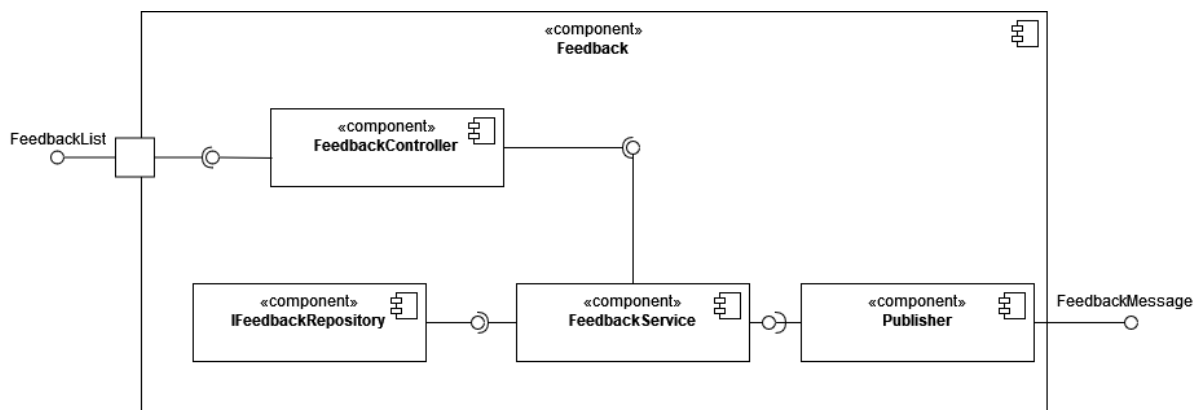 «component»
Feedback
FeedbackList
«component»
FeedbackController
«component»
IFeedbackRepository
«component»
FeedbackService
«component»
Publisher
FeedbackMessage